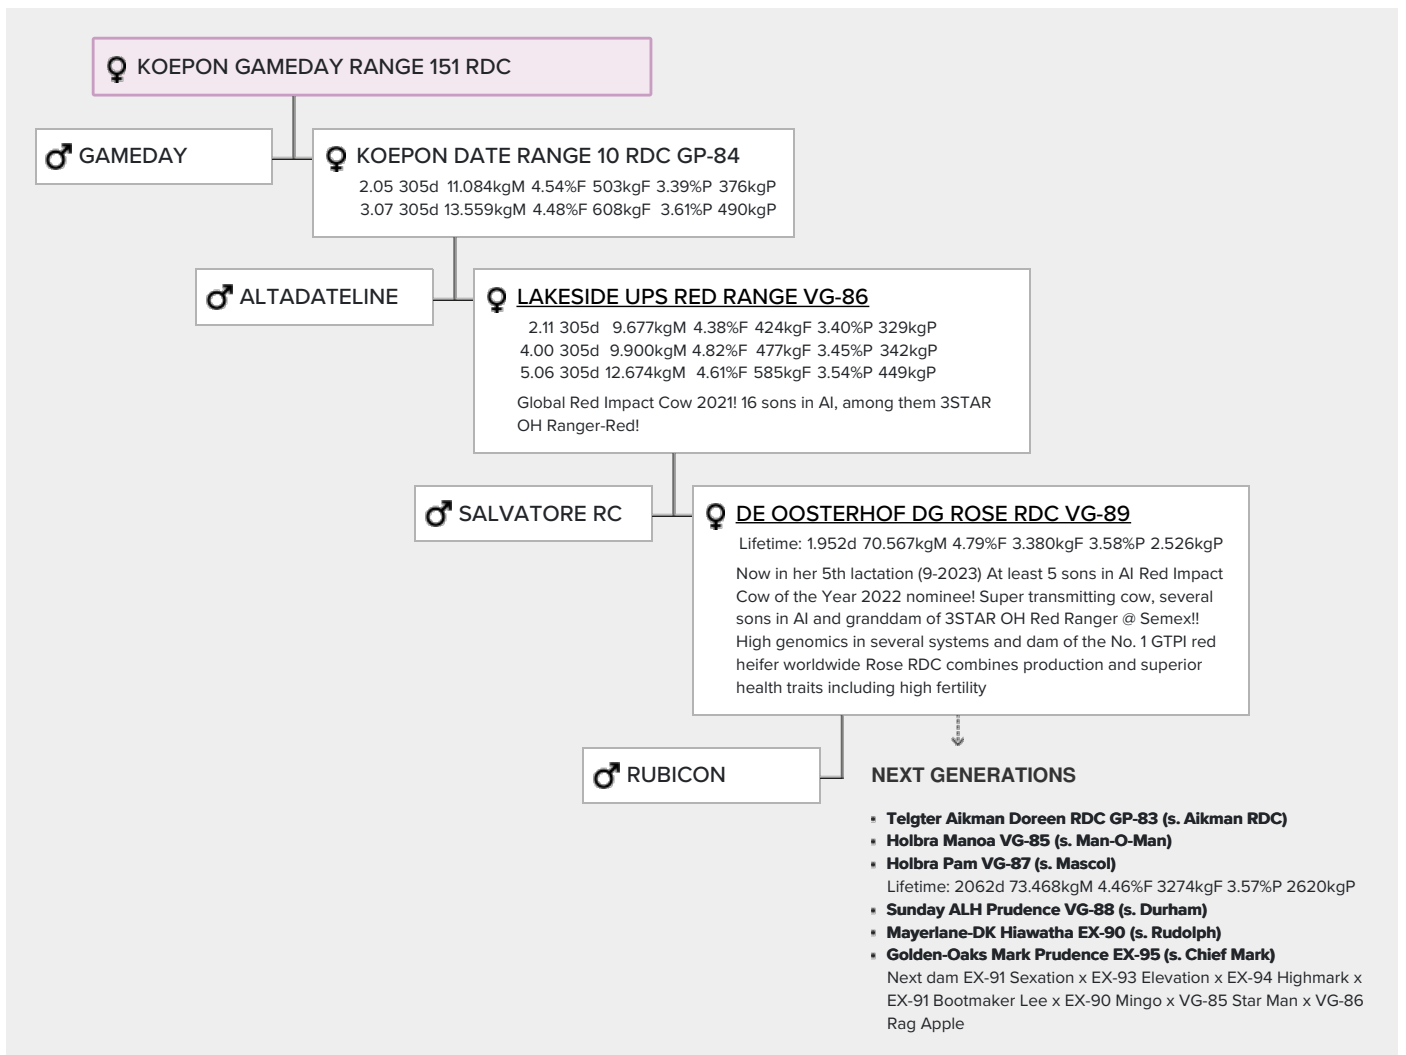 KOEPON GAMEDAY RANGE 151 RDC
GAMEDAY
KOEPON DATE RANGE 10 RDC GP-84
2.05 305d 11.084kgM 4.54%F 503kgF 3.39%P 376kgP
3.07 305d 13.559kgM 4.48%F 608kgF 3.61%P 490kgP
ALTADATELINE
LAKESIDE UPS RED RANGE VG-86
2.11 305d 9.677kgM 4.38%F 424kgF 3.40%P 329kgP
4.00 305d 9.900kgM 4.82%F 477kgF 3.45%P 342kgP
5.06 305d 12.674kgM 4.61%F 585kgF 3.54%P 449kgP
Global Red Impact Cow 2021! 16 sons in AI, among them 3STAR
OH Ranger-Red!
SALVATORE RC
DE OOSTERHOF DG ROSE RDC VG-89
Lifetime: 1.952d 70.567kgM 4.79%F 3.380kgF 3.58%P 2.526kgP
Now in her 5th lactation (9-2023) At least 5 sons in AI Red Impact
Cow of the Year 2022 nominee! Super transmitting cow, several
sons in AI and granddam of 3STAR OH Red Ranger @ Semex!!
High genomics in several systems and dam of the No. 1 GTPI red
heifer worldwide Rose RDC combines production and superior
health traits including high fertility
RUBICON
NEXT GENERATIONS
▪ Telgter Aikman Doreen RDC GP-83 (s. Aikman RDC)
▪ Holbra Manoa VG-85 (s. Man-O-Man)
▪ Holbra Pam VG-87 (s. Mascol)
Lifetime: 2062d 73.468kgM 4.46%F 3274kgF 3.57%P 2620kgP
▪ Sunday ALH Prudence VG-88 (s. Durham)
▪ Mayerlane-DK Hiawatha EX-90 (s. Rudolph)
▪ Golden-Oaks Mark Prudence EX-95 (s. Chief Mark)
Next dam EX-91 Sexation x EX-93 Elevation x EX-94 Highmark x
EX-91 Bootmaker Lee x EX-90 Mingo x VG-85 Star Man x VG-86
Rag Apple